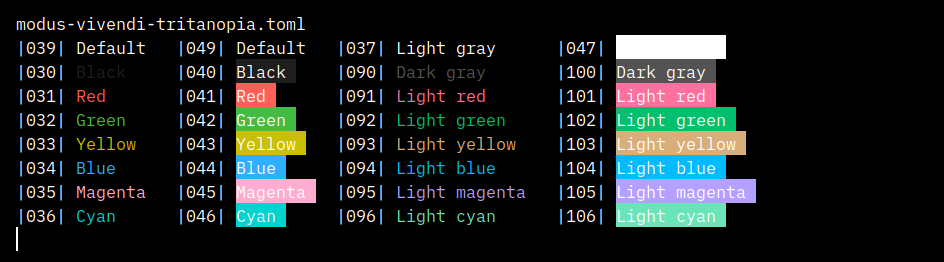 modus-vivendi-tritanopia.toml
|039| Default |049| Default |037| Light gray |047|
|030| Black |040| Black |090| Dark gray |100| Dark gray
|031| Red |041| Red |091| Light red |101| Light red
|032| Green |042| Green |092| Light green |102| Light green
|033| Yellow |043| Yellow |093| Light yellow |103| Light yellow
|034| Blue |044| Blue |094| Light blue |104| Light blue
|035| Magenta |045| Magenta |095| Light magenta |105| Light magenta
|036| Cyan |046| Cyan |096| Light cyan |106| Light cyan